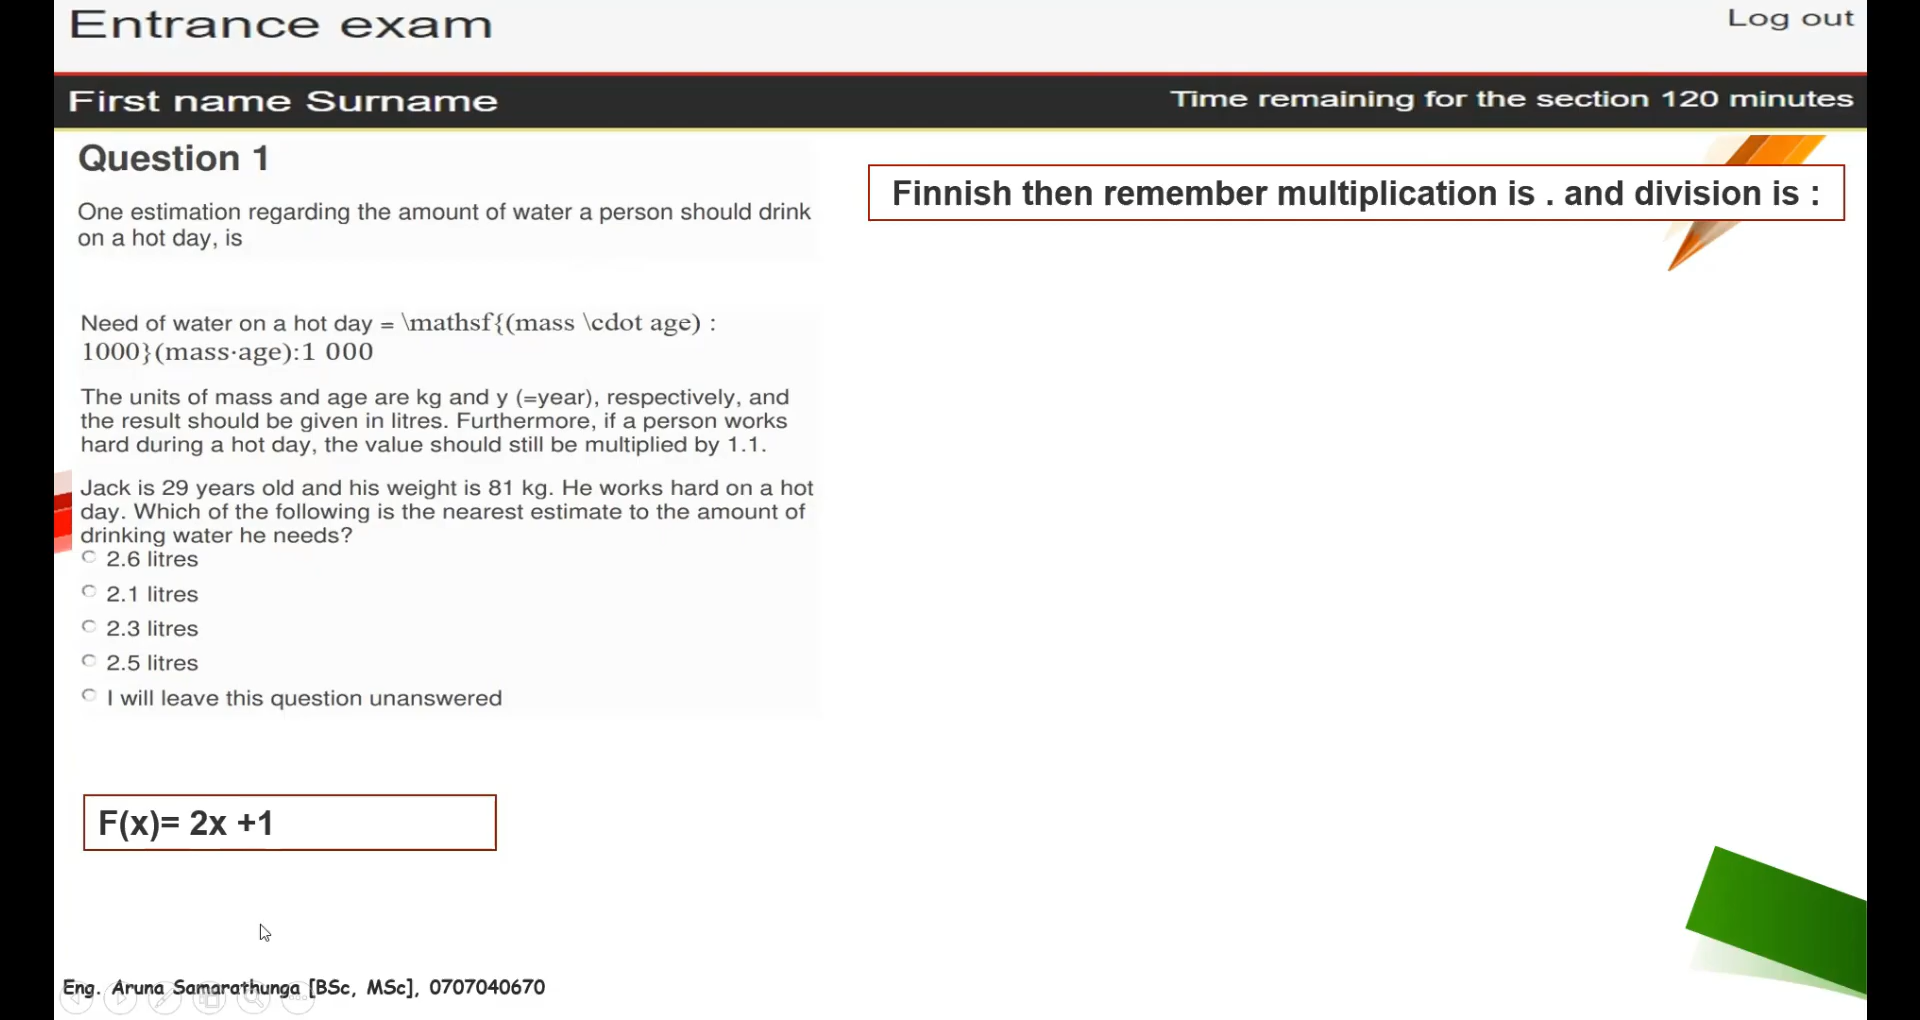 Entrance exam
Log out
First name Surname
Time remaining for the section 120 minutes
Question 1
Finnish then remember multiplication is . and division is :
One estimation regarding the amount of water a person should drink
on a hot day, is
Need of water on a hot day = \mathsf{(mass \cdot age) :
1000}(mass·age):1 000
The units of mass and age are kg and y (=year), respectively, and
the result should be given in litres. Furthermore, if a person works
hard during a hot day, the value should still be multiplied by 1.1.
Jack is 29 years old and his weight is 81 kg. He works hard on a hot
day. Which of the following is the nearest estimate to the amount of
drinking water he needs?
2.6 litres
2.1 litres
2.3 litres
2.5 litres
I will leave this question unanswered
F(x)= 2x +1
Eng. Aruna Samarathunga [BSc, MSc], 0707040670